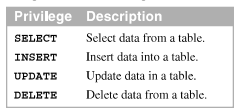 Privilege Description
SELECT Select data from a table.
INSERT Insert data into a table.
UPDATE Update data in a table.
DELETE Delete data from a table.